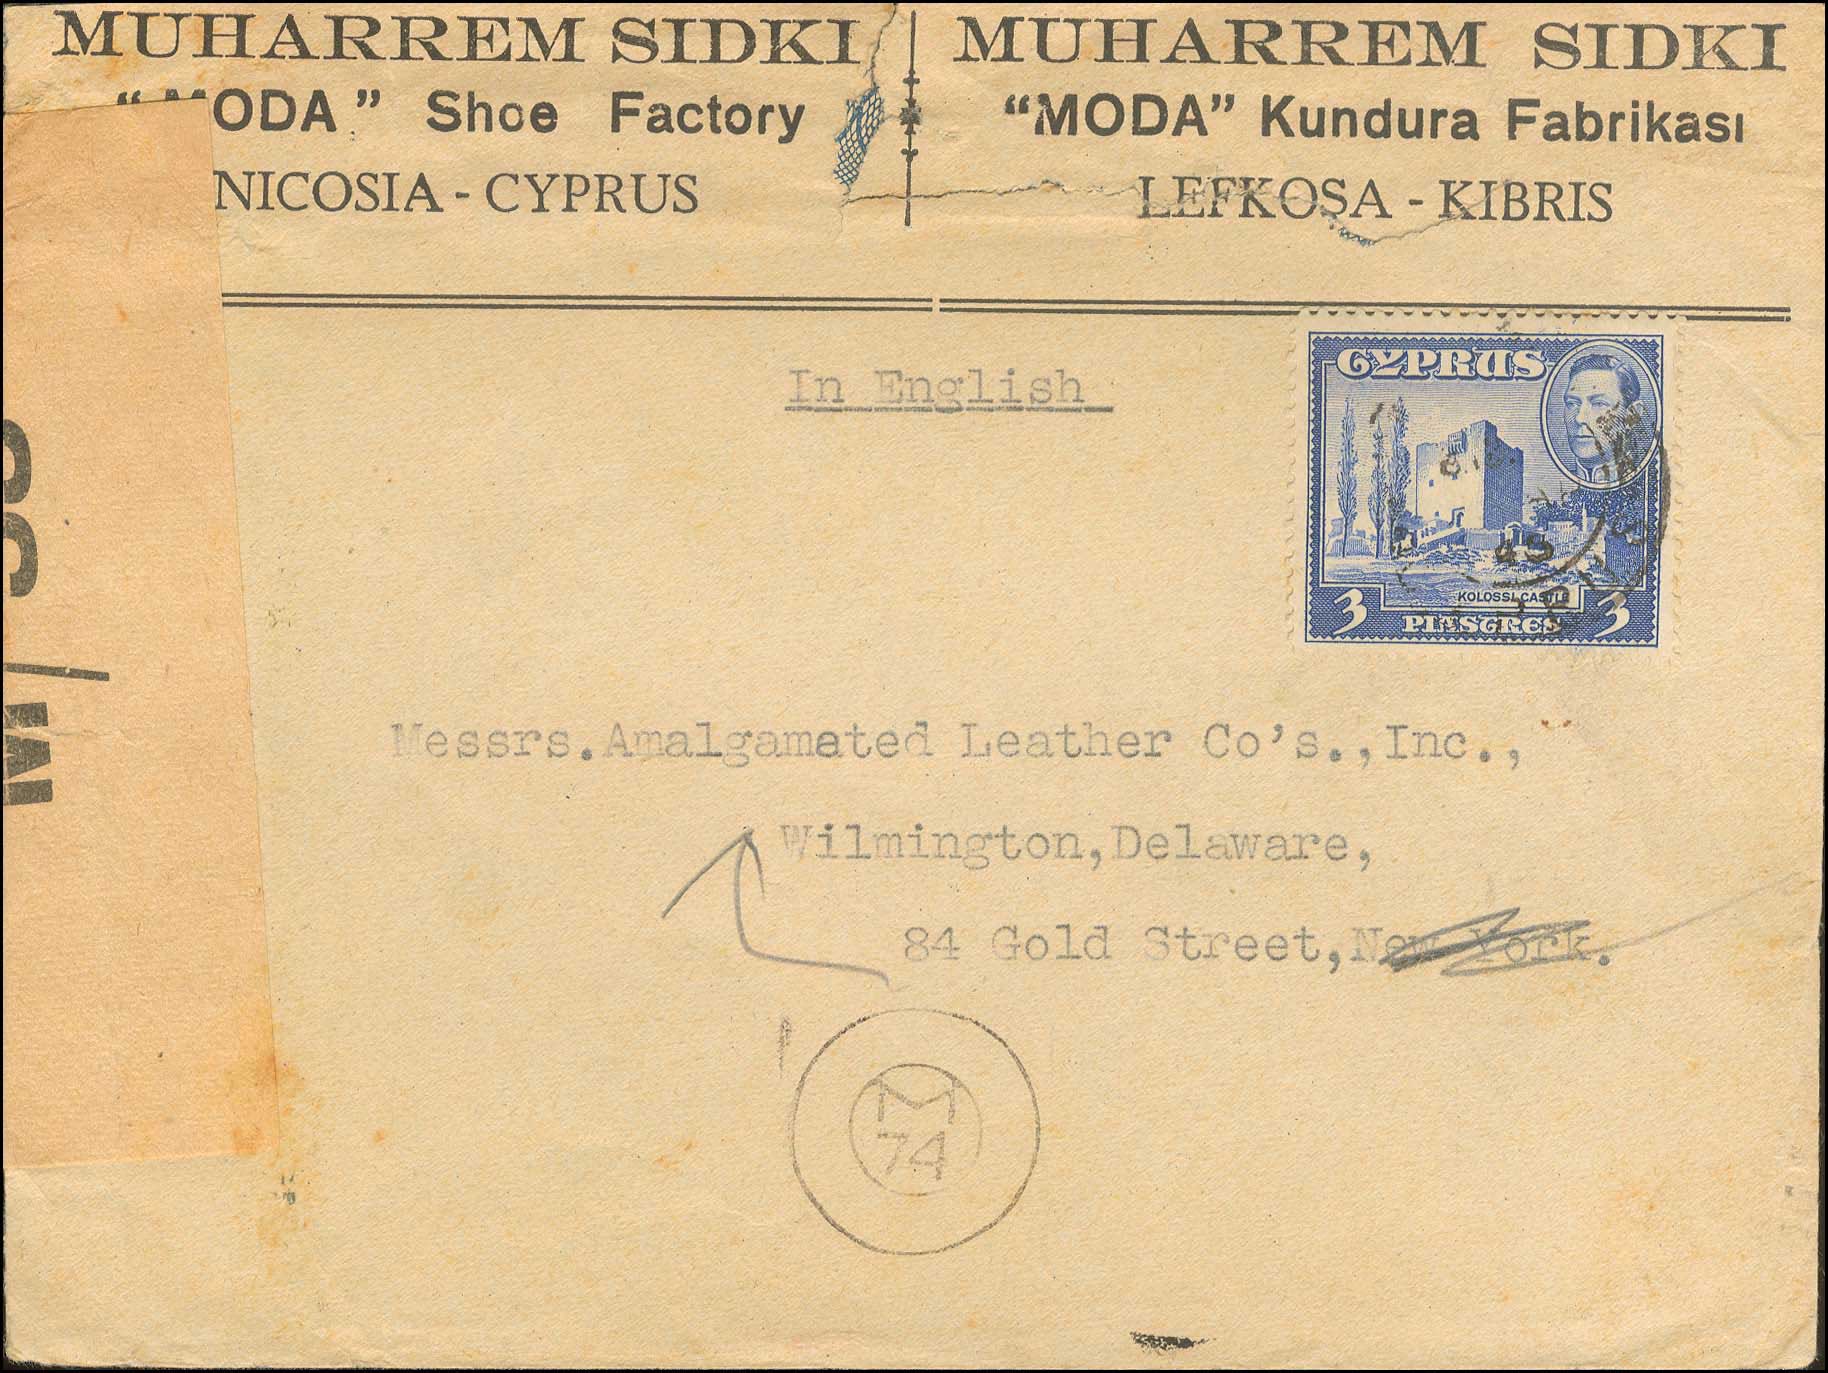 MUHARREM SIDKI
"MODA" Shoe Factory
NICOSIA - CYPRUS
MUHARREM SIDKI
"MODA" Kundura Fabrikası
LEFKOŞA - KIBRIS
In English
CYPRUS
KOLOSSI CASTLE
3 PIASTRES 3
Messrs.Amalgamated Leather Co's.,Inc.,
Wilmington,Delaware,
84 Gold Street,New York.
M
74
M/